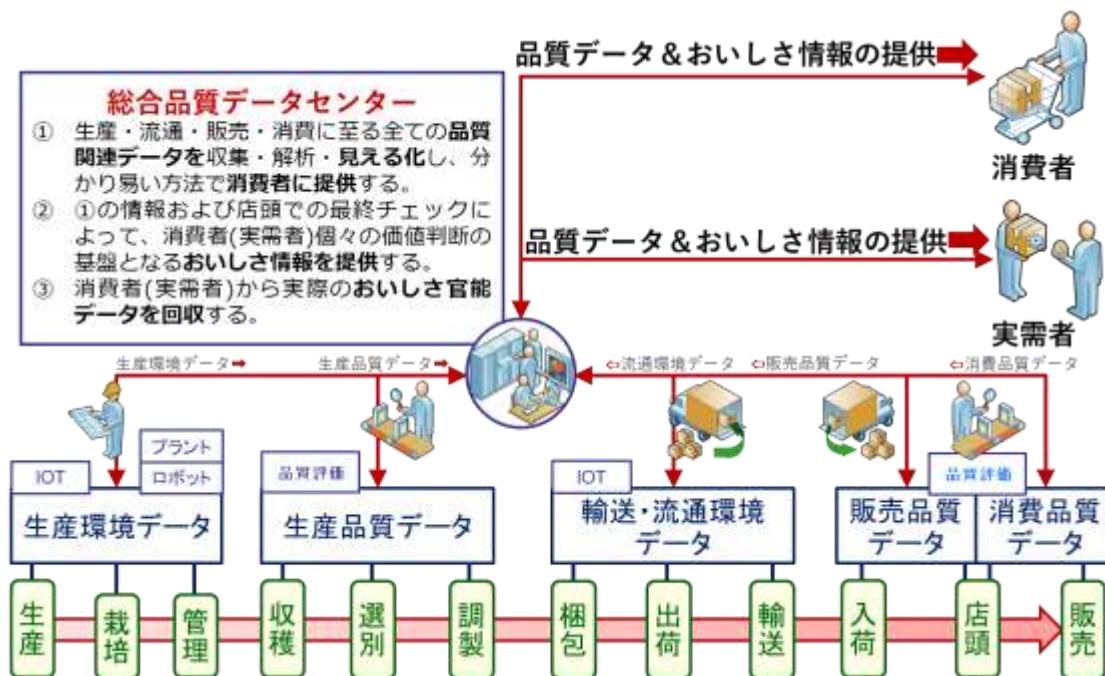 品質データ＆おいしさ情報の提供
消費者
総合品質データセンター
① 生産・流通・販売・消費に至る全ての品質
関連データを収集・解析・見える化し、分
かり易い方法で消費者に提供する。
② ①の情報および店頭での最終チェックに
よって、消費者(実需者)個々の価値判断の
基盤となるおいしさ情報を提供する。
③ 消費者(実需者)から実際のおいしさ官能
データを回収する。
品質データ＆おいしさ情報の提供
実需者
生産環境データ➡
生産品質データ➡
⇦流通環境データ
⇦販売品質データ
⇦消費品質データ
IOT
プラント
ロボット
生産環境データ
品質評価
生産品質データ
IOT
輸送・流通環境
データ
品質評価
販売品質
データ
消費品質
データ
生産
栽培
管理
収穫
選別
調製
梱包
出荷
輸送
入荷
店頭
販売